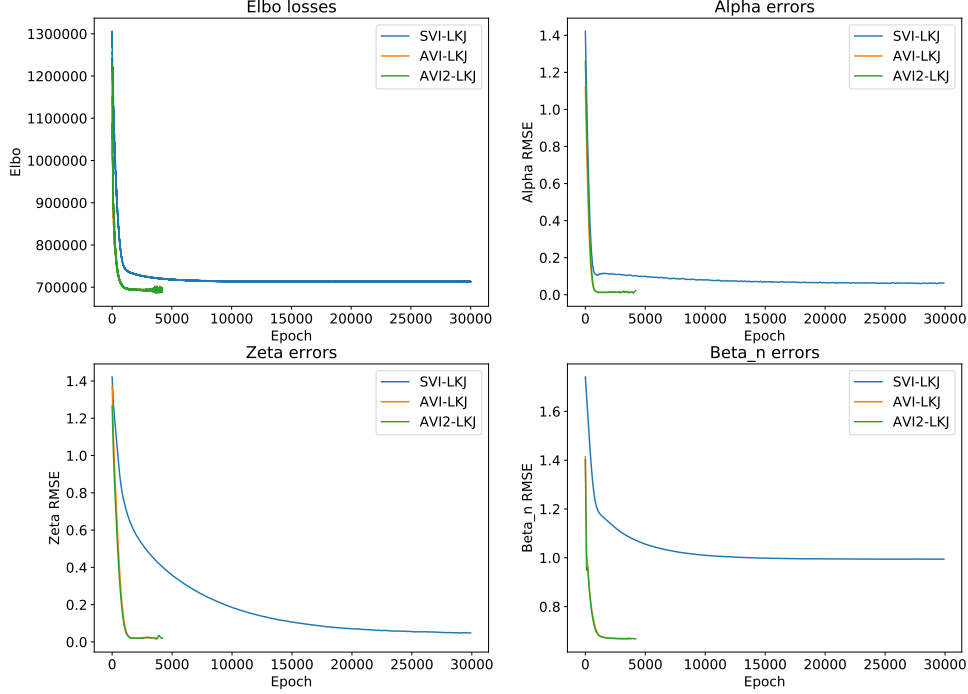 Elbo losses
1300000
1200000
1100000
1000000
900000
800000
700000
Elbo
0 5000 10000 15000 20000 25000 30000
Epoch
SVI-LKJ
AVI-LKJ
AVI2-LKJ
Alpha errors
1.4
1.2
1.0
0.8
0.6
0.4
0.2
0.0
Alpha RMSE
0 5000 10000 15000 20000 25000 30000
Epoch
SVI-LKJ
AVI-LKJ
AVI2-LKJ
Zeta errors
1.4
1.2
1.0
0.8
0.6
0.4
0.2
0.0
Zeta RMSE
0 5000 10000 15000 20000 25000 30000
Epoch
SVI-LKJ
AVI-LKJ
AVI2-LKJ
Beta_n errors
1.6
1.4
1.2
1.0
0.8
Beta_n RMSE
0 5000 10000 15000 20000 25000 30000
Epoch
SVI-LKJ
AVI-LKJ
AVI2-LKJ